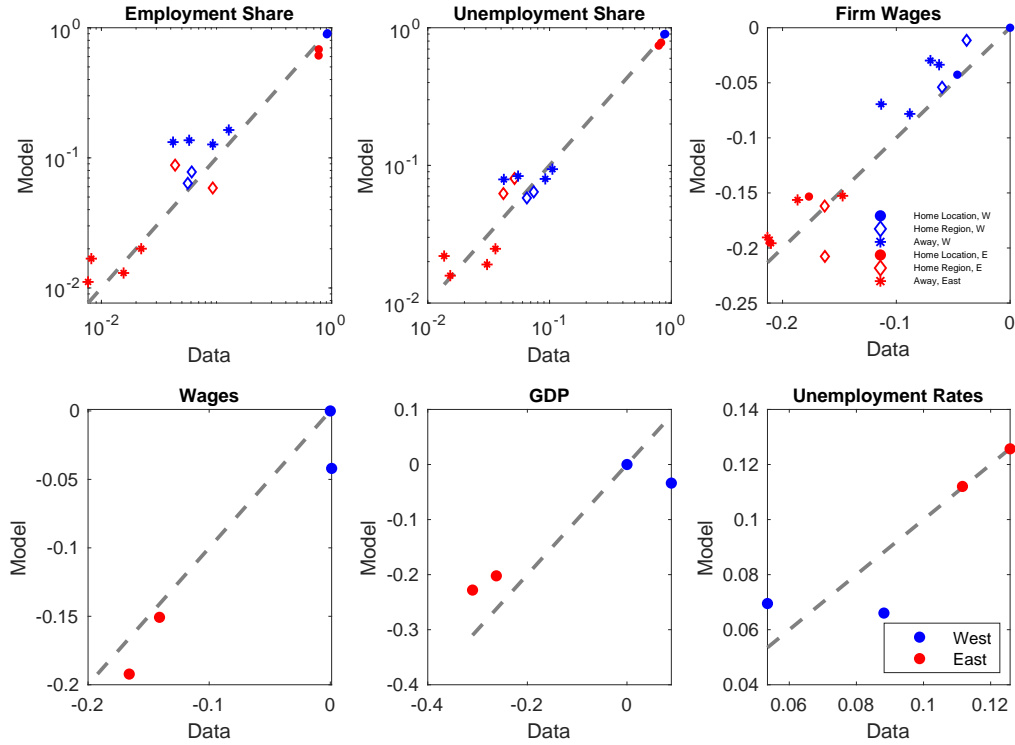 Employment Share
10^0
10^-1
10^-2
Model
10^-2
10^-1
10^0
Data
Unemployment Share
10^0
10^-1
10^-2
Model
10^-2
10^-1
10^0
Data
Firm Wages
0
-0.05
-0.1
-0.15
-0.2
-0.25
Model
Home Location, W
Home Region, W
Away, W
Home Location, E
Home Region, E
Away, East
-0.2
-0.1
0
Data
Wages
0
-0.05
-0.1
-0.15
-0.2
Model
-0.2
-0.1
0
Data
GDP
0.1
0
-0.1
-0.2
-0.3
-0.4
Model
-0.4
-0.2
0
Data
Unemployment Rates
0.14
0.12
0.1
0.08
0.06
0.04
Model
West
East
0.06
0.08
0.1
0.12
Data